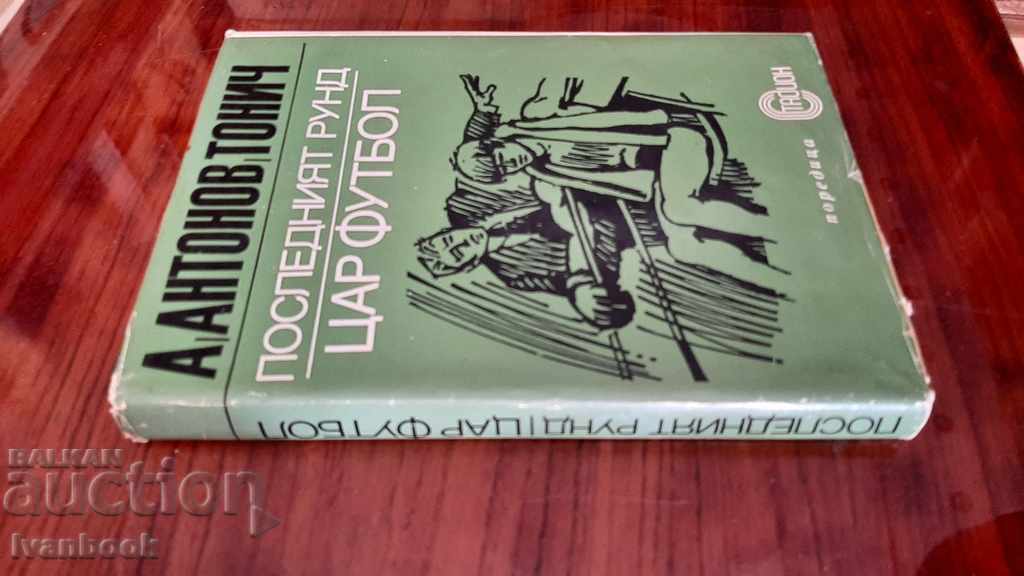 А. АНТОНОВ ТОНИЧ
ПОСЛЕДНИЯТ РУНД
ЦАР ФУТБОЛ
Стадион
поредица
ПОСЛЕДНИЯТ РУНД | ЦАР ФУТБОЛ
BALKAN
auction
Ivanbook